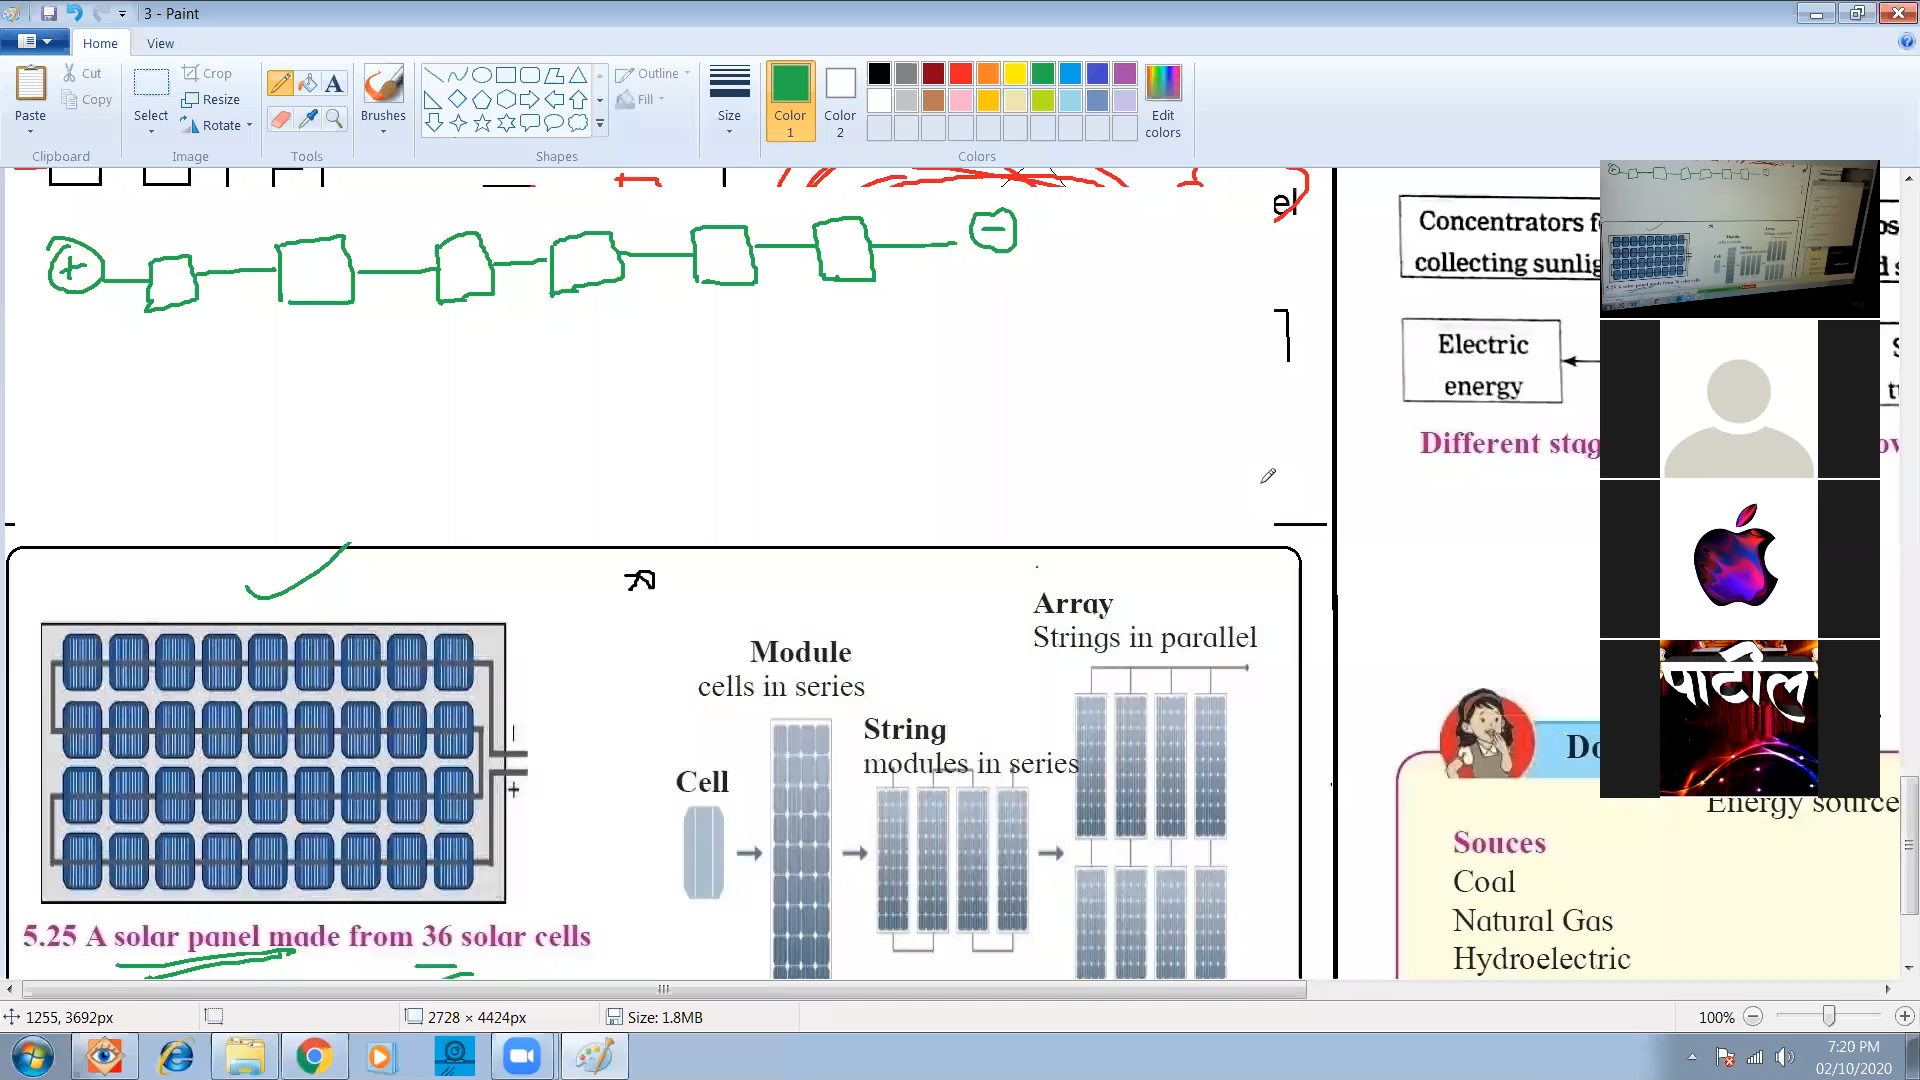 3 - Paint
Home
View
Paste
Cut
Copy
Clipboard
Select
Crop
Resize
Rotate
Image
A
Tools
Brushes
Outline
Fill
Shapes
Size
Color
1
Color
2
Edit
colors
Colors
el
+
−
Array
Strings in parallel
Module
cells in series
String
modules in series
Cell
+
5.25 A solar panel made from 36 solar cells
Concentrators f
collecting sunlig
Electric
energy
Different stag
पाटील
Do
Energy source
Souces
Coal
Natural Gas
Hydroelectric
1255, 3692px
2728 × 4424px
Size: 1.8MB
100%
7:20 PM
02/10/2020